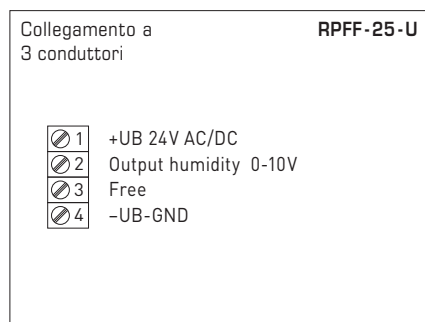 Collegamento a RPFF-25-U
3 conduttori
1 +UB 24V AC/DC
2 Output humidity 0-10V
3 Free
4 –UB-GND